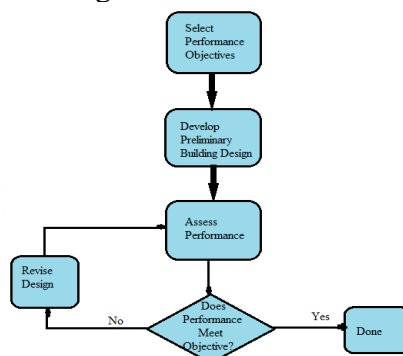 Select
Performance
Objectives
Develop
Preliminary
Building Design
Assess
Performance
Revise
Design
Does
Performance
Meet
Objective?
No
Yes
Done